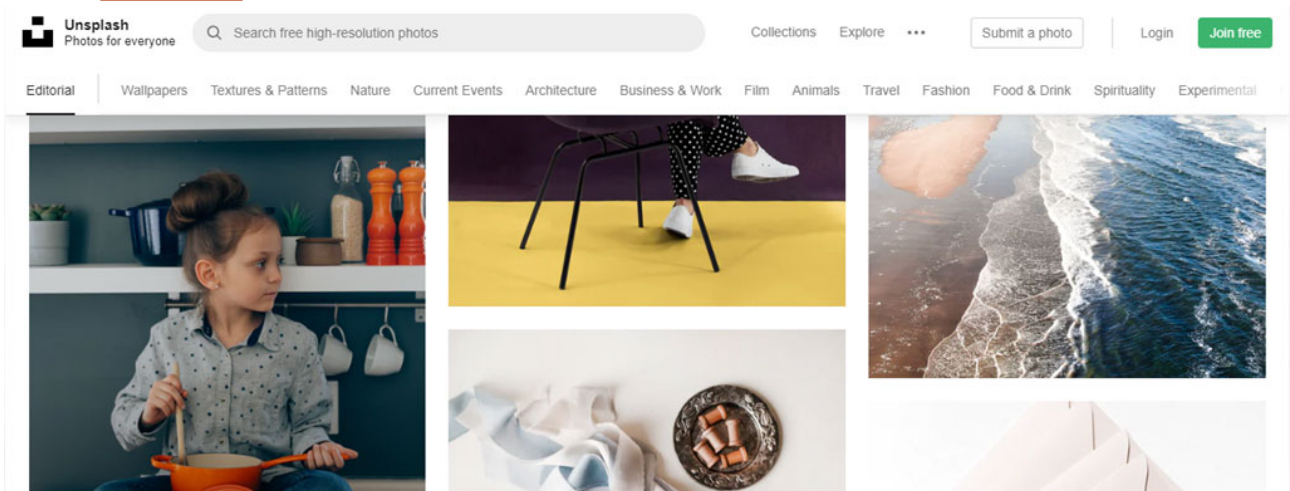 Unsplash
Photos for everyone
Search free high-resolution photos
Collections Explore ••• Submit a photo Login Join free
Editorial Wallpapers Textures & Patterns Nature Current Events Architecture Business & Work Film Animals Travel Fashion Food & Drink Spirituality Experimental